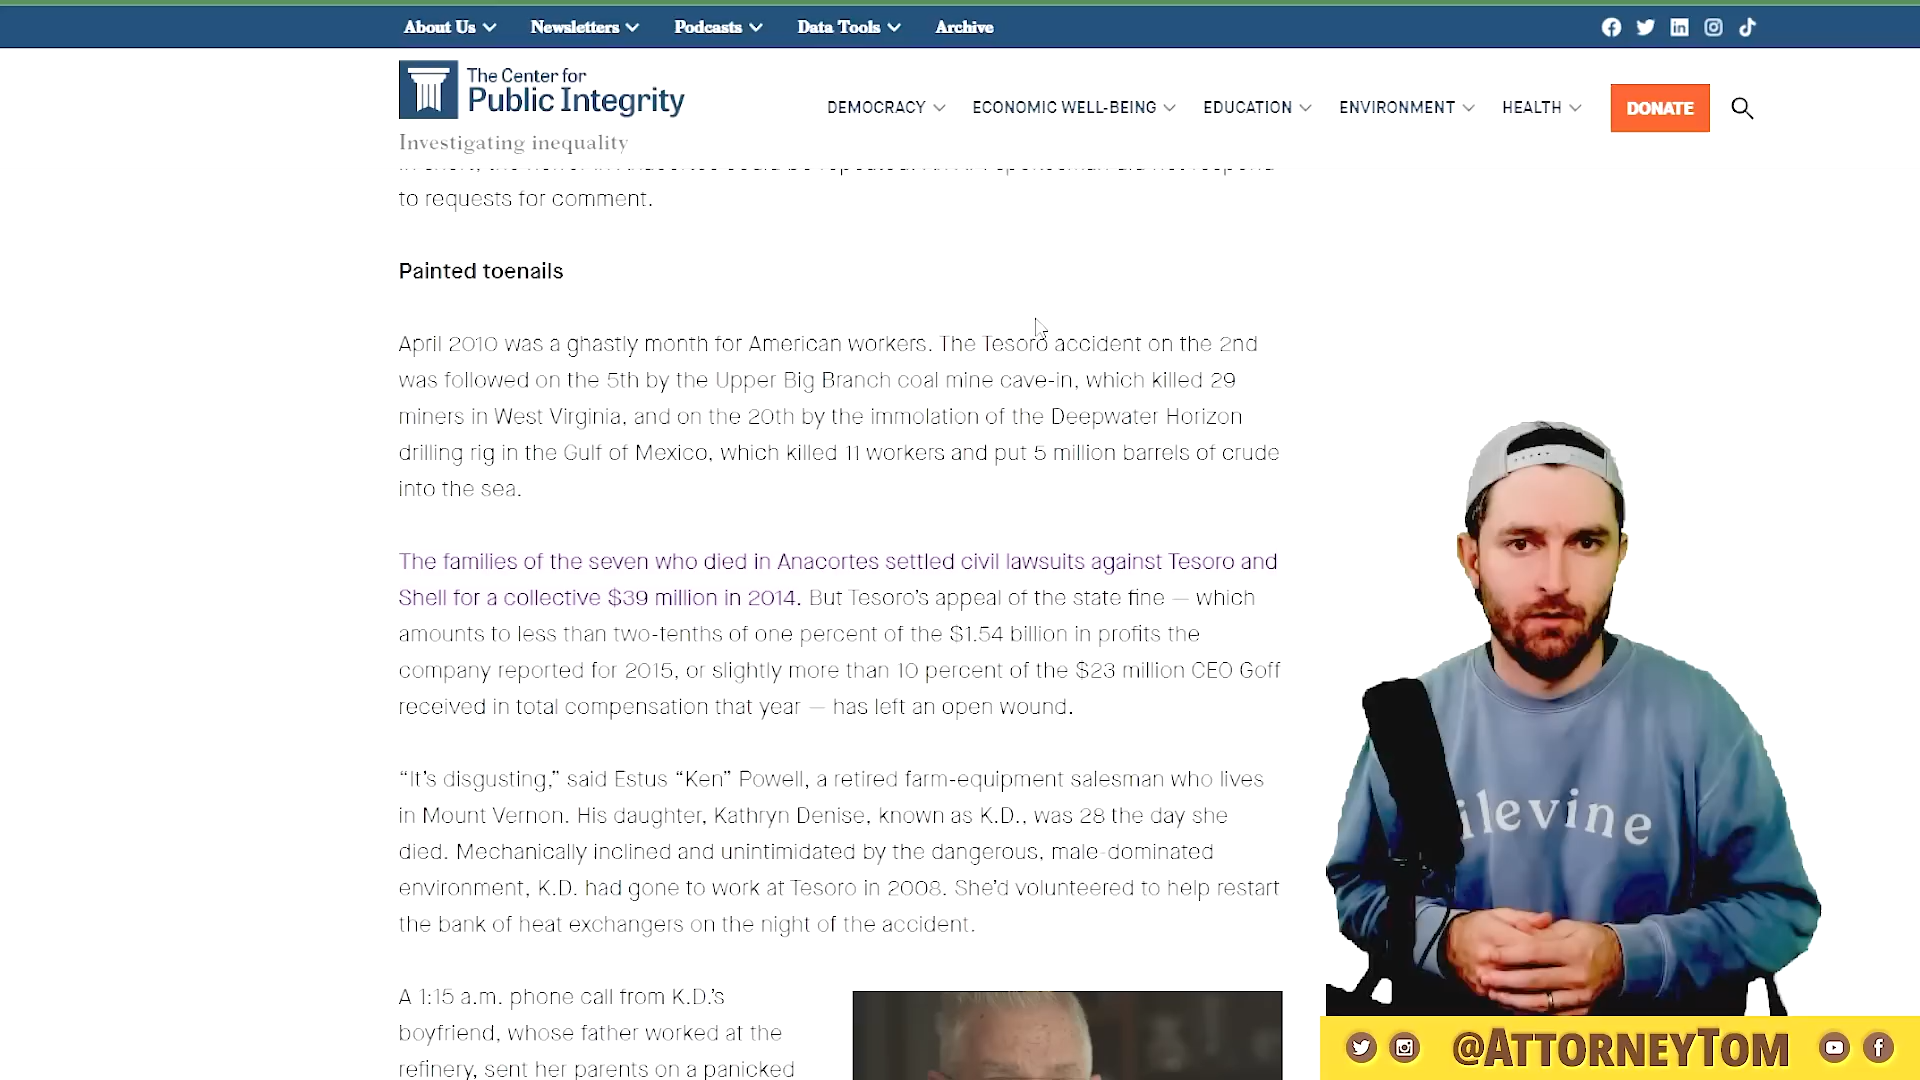 About Us
Newsletters
Podcasts
Data Tools
Archive
The Center for
Public Integrity
Investigating inequality
DEMOCRACY
ECONOMIC WELL-BEING
EDUCATION
ENVIRONMENT
HEALTH
DONATE
to requests for comment.
Painted toenails
April 2010 was a ghastly month for American workers. The Tesoro accident on the 2nd
was followed on the 5th by the Upper Big Branch coal mine cave-in, which killed 29
miners in West Virginia, and on the 20th by the immolation of the Deepwater Horizon
drilling rig in the Gulf of Mexico, which killed 11 workers and put 5 million barrels of crude
into the sea.
The families of the seven who died in Anacortes settled civil lawsuits against Tesoro and
Shell for a collective $39 million in 2014. But Tesoro's appeal of the state fine — which
amounts to less than two-tenths of one percent of the $1.54 billion in profits the
company reported for 2015, or slightly more than 10 percent of the $23 million CEO Goff
received in total compensation that year — has left an open wound.
“It's disgusting,” said Estus “Ken” Powell, a retired farm-equipment salesman who lives
in Mount Vernon. His daughter, Kathryn Denise, known as K.D., was 28 the day she
died. Mechanically inclined and unintimidated by the dangerous, male-dominated
environment, K.D. had gone to work at Tesoro in 2008. She'd volunteered to help restart
the bank of heat exchangers on the night of the accident.
A 1:15 a.m. phone call from K.D.'s
boyfriend, whose father worked at the
refinery, sent her parents on a panicked
ilevine
@ATTORNEYTOM